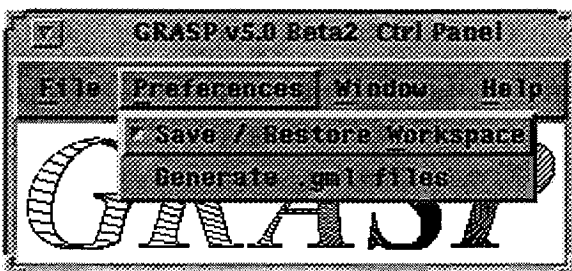 GRASP v5.0 Beta2 Ctrl Panel
File Preferences Window Help
Save / Restore Workspace
Generate .gml files
GRASP